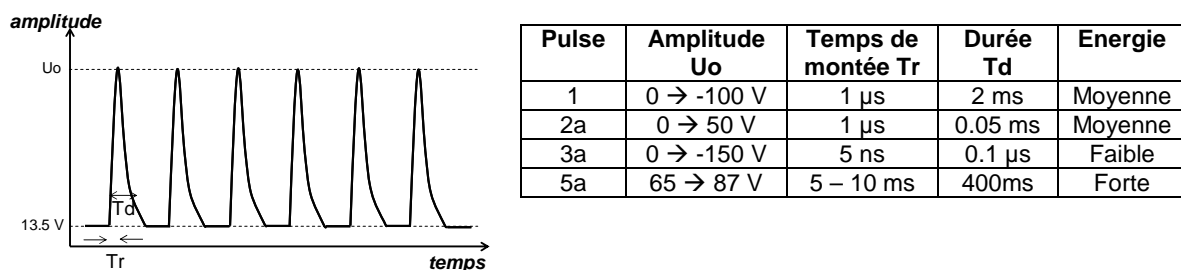 amplitude
Uo
Td
13.5 V
Tr
temps
Pulse Amplitude Uo Temps de montée Tr Durée Td Energie
1 0 → -100 V 1 µs 2 ms Moyenne
2a 0 → 50 V 1 µs 0.05 ms Moyenne
3a 0 → -150 V 5 ns 0.1 µs Faible
5a 65 → 87 V 5 – 10 ms 400ms Forte